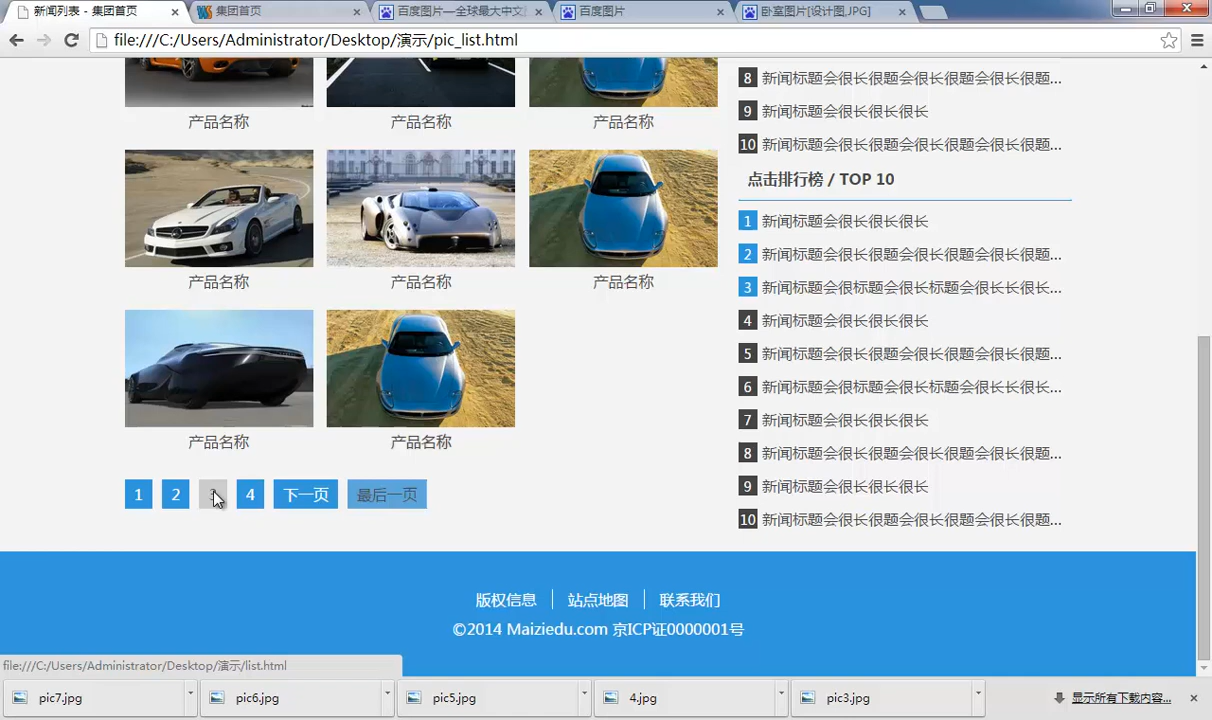 新闻列表 - 集团首页
集团首页
百度图片—全球最大中文
百度图片
卧室图片[设计图,JPG]
file:///C:/Users/Administrator/Desktop/演示/pic_list.html
产品名称
产品名称
产品名称
产品名称
产品名称
产品名称
产品名称
产品名称
1
2
4
下一页
最后一页
8 新闻标题会很长很题会很长很题会很长很题...
9 新闻标题会很长很长很长
10 新闻标题会很长很题会很长很题会很长很题...
点击排行榜 / TOP 10
1 新闻标题会很长很长很长
2 新闻标题会很长很题会很长很题会很长很题...
3 新闻标题会很标题会很长标题会很长长很长...
4 新闻标题会很长很长很长
5 新闻标题会很长很题会很长很题会很长很题...
6 新闻标题会很标题会很长标题会很长长很长...
7 新闻标题会很长很长很长
8 新闻标题会很长很题会很长很题会很长很题...
9 新闻标题会很长很长很长
10 新闻标题会很长很题会很长很题会很长很题...
版权信息
站点地图
联系我们
©2014 Maiziedu.com 京ICP证0000001号
file:///C:/Users/Administrator/Desktop/演示/list.html
pic7.jpg
pic6.jpg
pic5.jpg
4.jpg
pic3.jpg
显示所有下载内容...